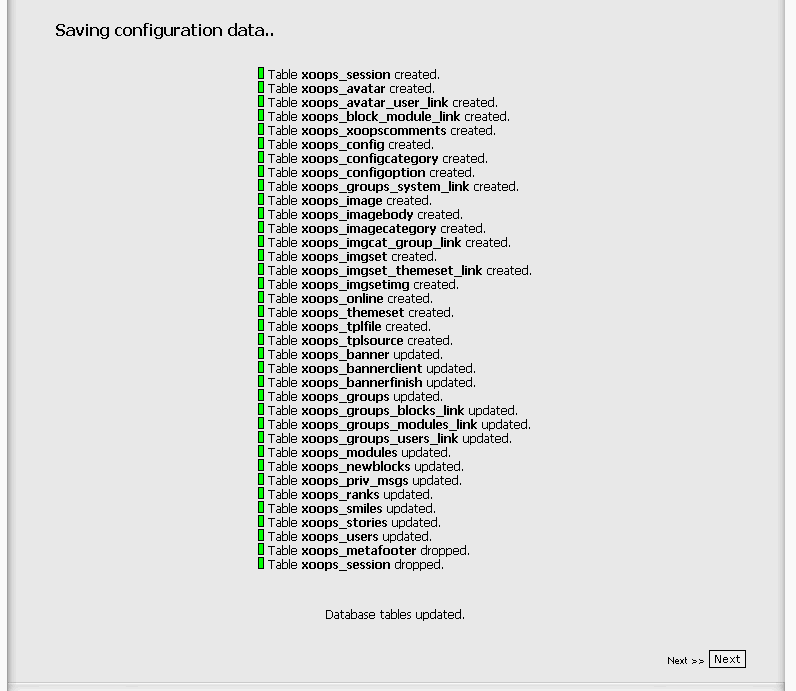 Saving configuration data..
Table xoops_session created.
Table xoops_avatar created.
Table xoops_avatar_user_link created.
Table xoops_block_module_link created.
Table xoops_xoopscomments created.
Table xoops_config created.
Table xoops_configcategory created.
Table xoops_configoption created.
Table xoops_groups_system_link created.
Table xoops_image created.
Table xoops_imagebody created.
Table xoops_imagecategory created.
Table xoops_imgcat_group_link created.
Table xoops_imgset created.
Table xoops_imgset_themeset_link created.
Table xoops_imgsetimg created.
Table xoops_online created.
Table xoops_themeset created.
Table xoops_tplfile created.
Table xoops_tplsource created.
Table xoops_banner updated.
Table xoops_bannerclient updated.
Table xoops_bannerfinish updated.
Table xoops_groups updated.
Table xoops_groups_blocks_link updated.
Table xoops_groups_modules_link updated.
Table xoops_groups_users_link updated.
Table xoops_modules updated.
Table xoops_newblocks updated.
Table xoops_priv_msgs updated.
Table xoops_ranks updated.
Table xoops_smiles updated.
Table xoops_stories updated.
Table xoops_users updated.
Table xoops_metafooter dropped.
Table xoops_session dropped.
Database tables updated.
Next >> Next